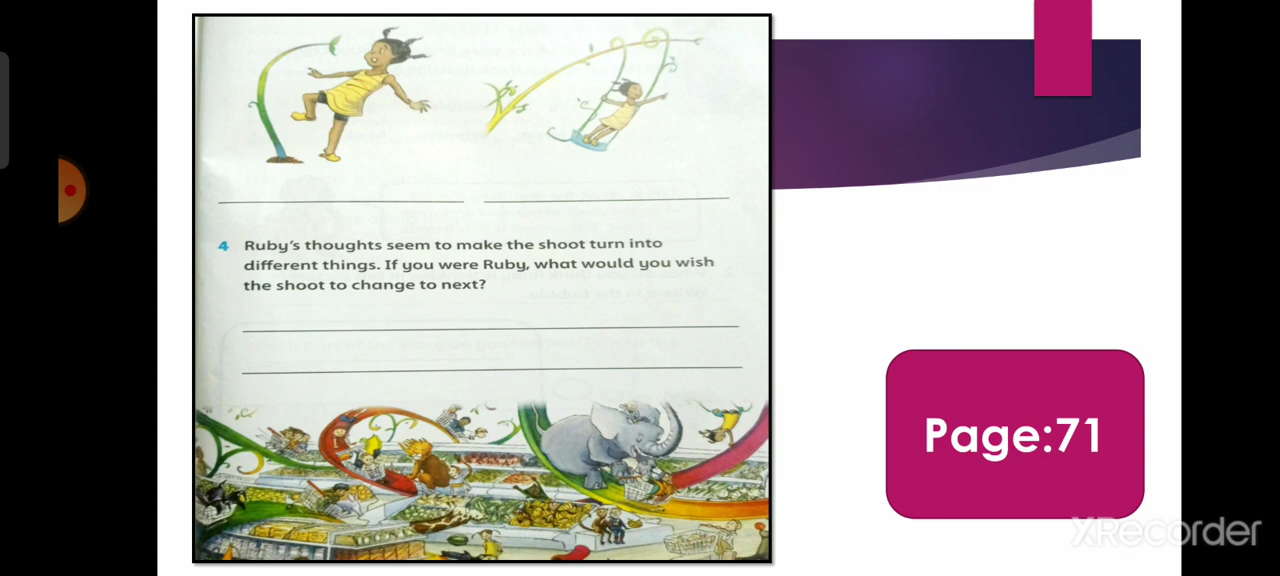 4 Ruby's thoughts seem to make the shoot turn into
different things. If you were Ruby, what would you wish
the shoot to change to next?
Page:71
XRecorder